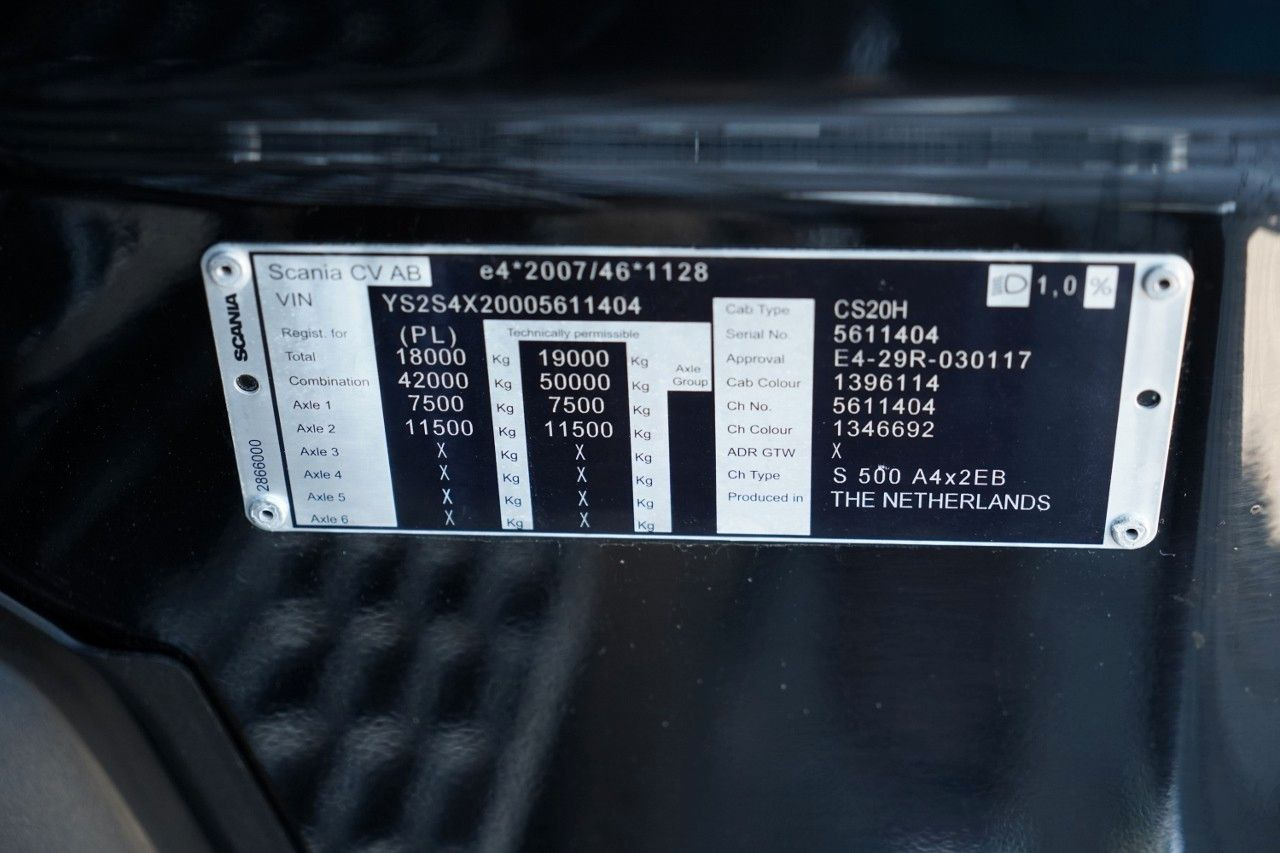 Scania CV AB e4*2007/46*1128 1,0 %
VIN YS2S4X20005611404
Regist. for (PL) Technically permissible
Total 18000 Kg 19000 Kg Axle Group
Combination 42000 Kg 50000 Kg
Axle 1 7500 Kg 7500 Kg
Axle 2 11500 Kg 11500 Kg
Axle 3 X Kg X Kg
Axle 4 X Kg X Kg
Axle 5 X Kg X Kg
Axle 6 X Kg X Kg
Cab Type CS20H
Serial No. 5611404
Approval E4-29R-030117
Cab Colour 1396114
Ch No. 5611404
Ch Colour 1346692
ADR GTW X
Ch Type S 500 A4x2EB
Produced in THE NETHERLANDS
SCANIA
2866000